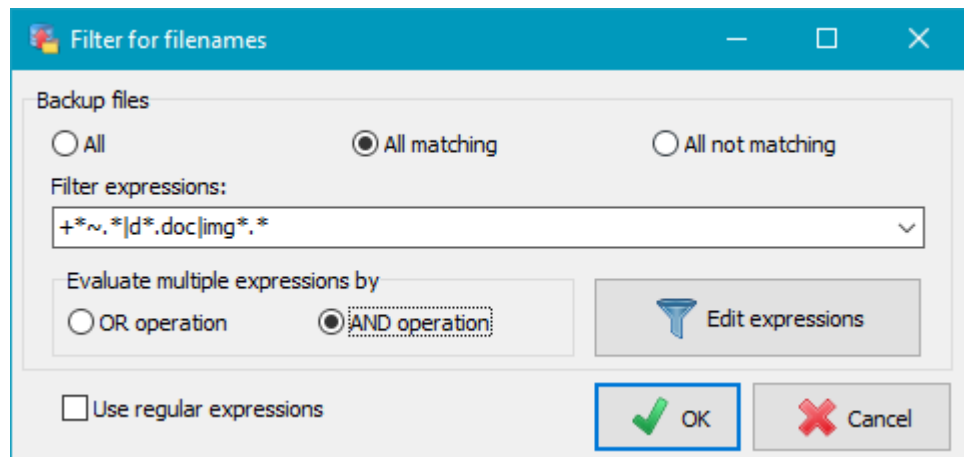 Filter for filenames
Backup files
All
All matching
All not matching
Filter expressions:
+*~.*|d*.doc|img*.*
Evaluate multiple expressions by
OR operation
AND operation
Edit expressions
Use regular expressions
OK
Cancel